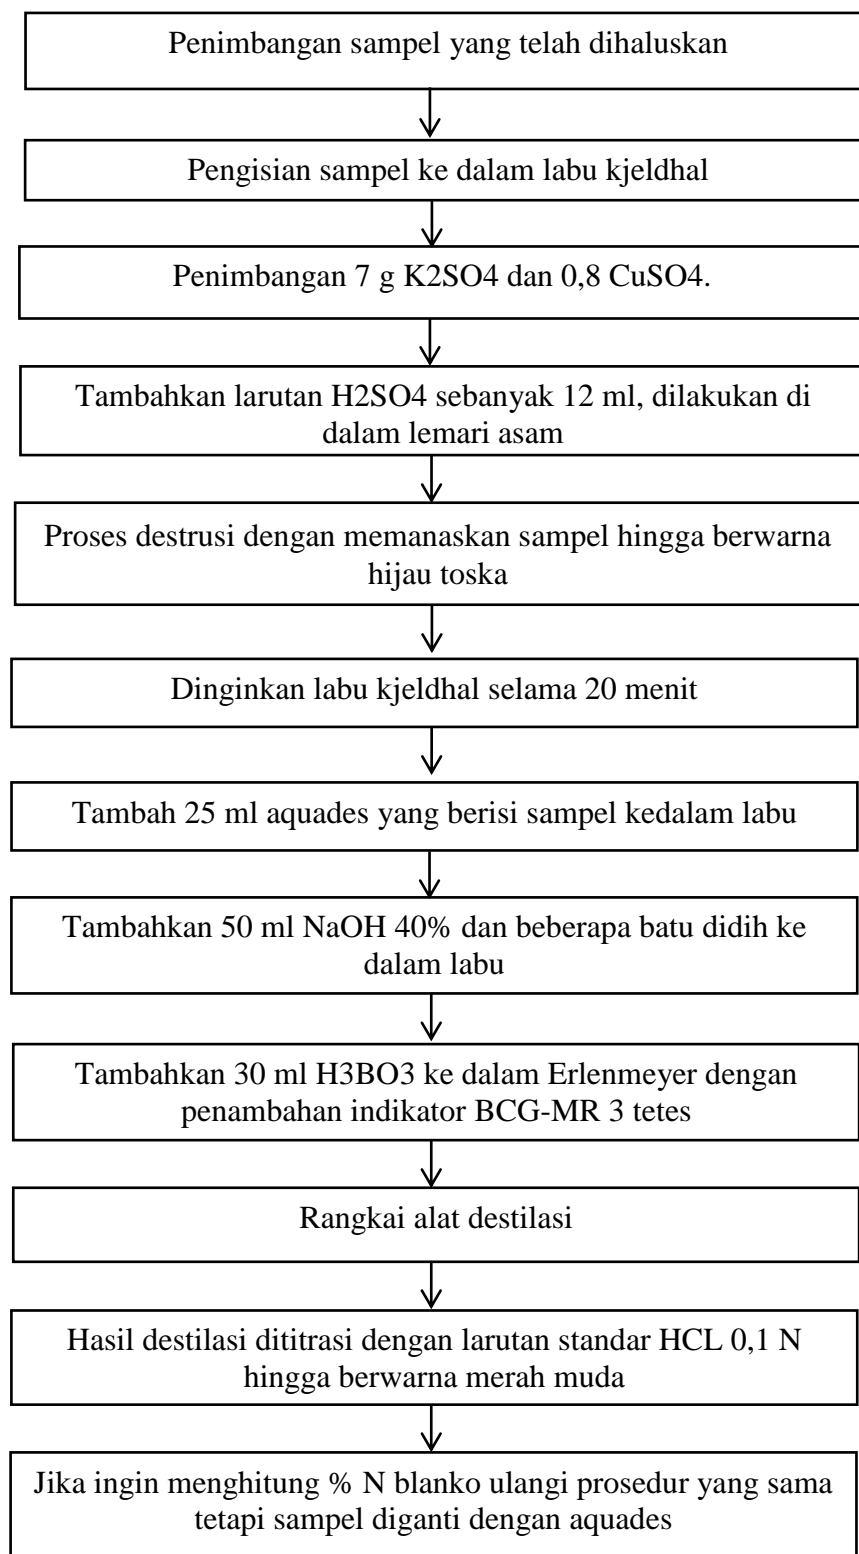 Penimbangan sampel yang telah dihaluskan
Pengisian sampel ke dalam labu kjeldhal
Penimbangan 7 g K2SO4 dan 0,8 CuSO4.
Tambahkan larutan H2SO4 sebanyak 12 ml, dilakukan di
dalam lemari asam
Proses destrusi dengan memanaskan sampel hingga berwarna
hijau toska
Dinginkan labu kjeldhal selama 20 menit
Tambah 25 ml aquades yang berisi sampel kedalam labu
Tambahkan 50 ml NaOH 40% dan beberapa batu didih ke
dalam labu
Tambahkan 30 ml H3BO3 ke dalam Erlenmeyer dengan
penambahan indikator BCG-MR 3 tetes
Rangkai alat destilasi
Hasil destilasi dititrasi dengan larutan standar HCL 0,1 N
hingga berwarna merah muda
Jika ingin menghitung % N blanko ulangi prosedur yang sama
tetapi sampel diganti dengan aquades